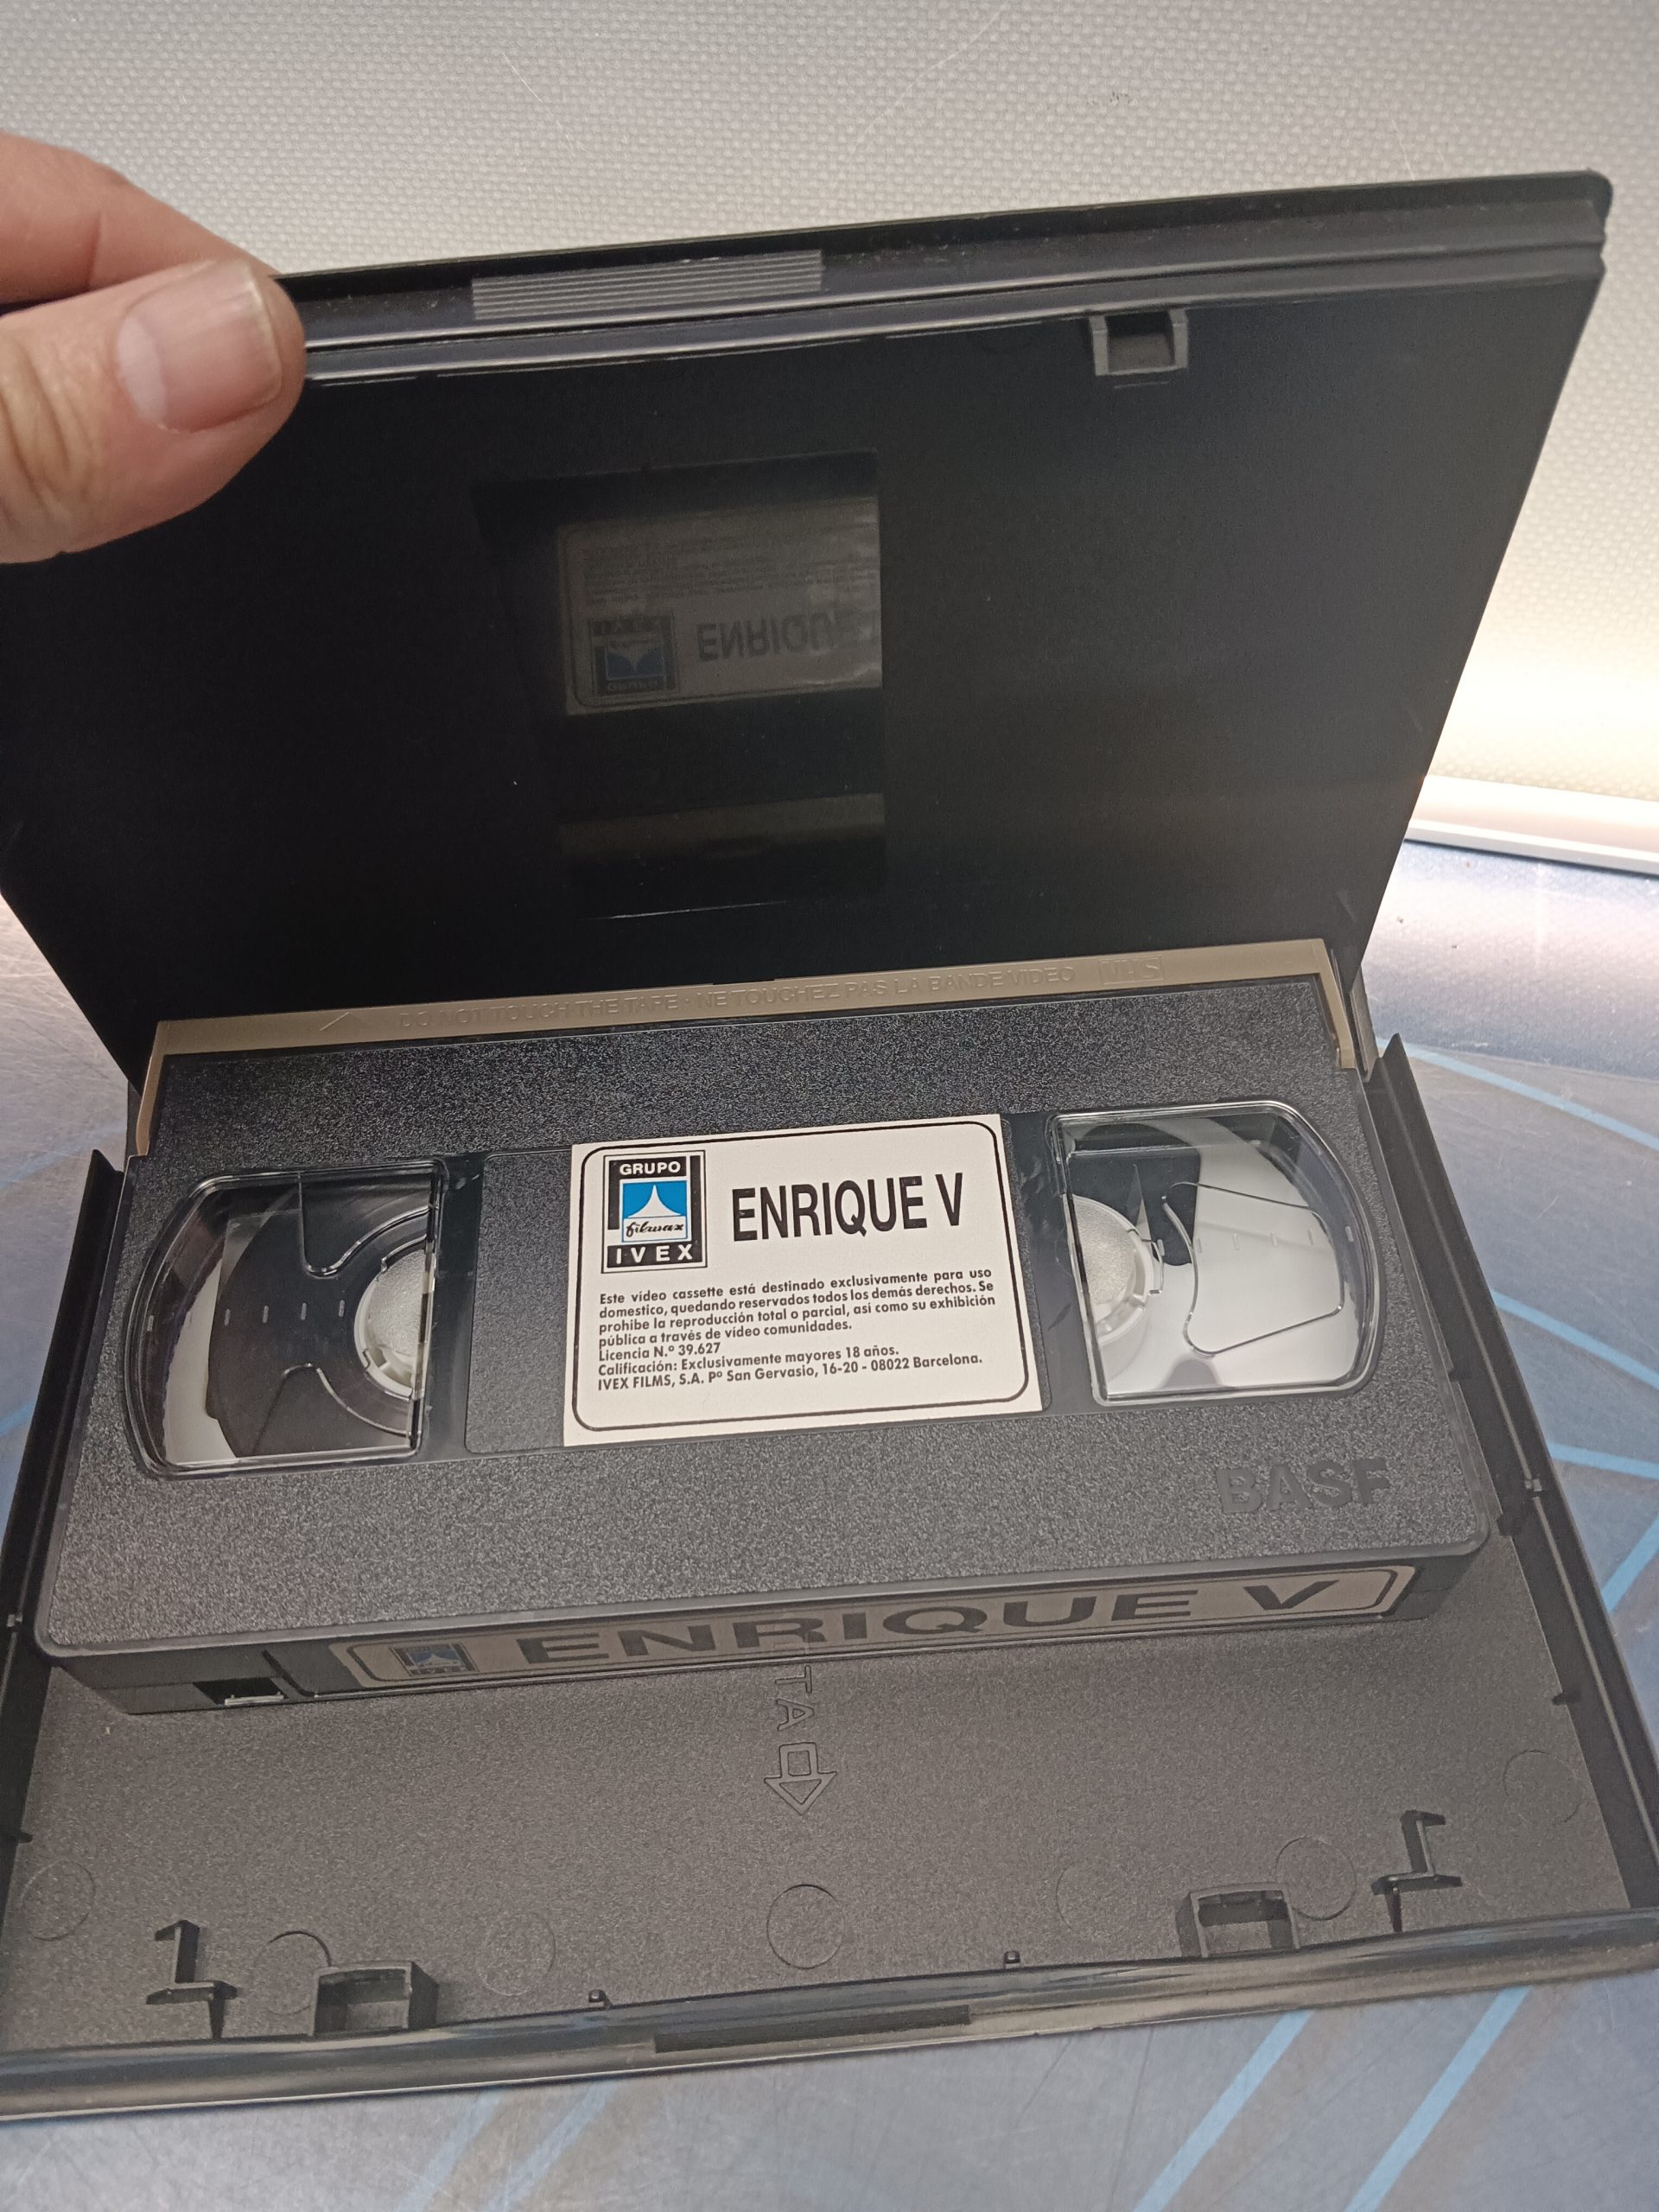 DO NOT TOUCH THE TAPE · NE TOUCHEZ PAS LA BANDE VIDEO VHS
GRUPO
filmax
IVEX
ENRIQUE V
Este vídeo cassette está destinado exclusivamente para uso
domestico, quedando reservados todos los demás derechos. Se
prohibe la reproducción total o parcial, así como su exhibición
pública a través de vídeo comunidades.
Licencia N.º 39.627
Calificación: Exclusivamente mayores 18 años.
IVEX FILMS, S.A. Pº San Gervasio, 16-20 - 08022 Barcelona.
BASF
IVEX
ENRIQUE V